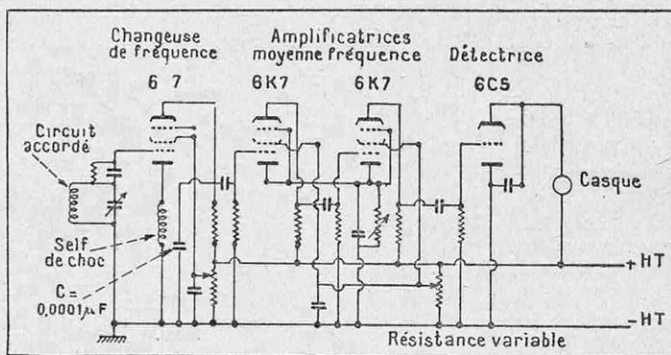 Changeuse
de fréquence
6 7
Amplificatrices
moyenne fréquence
6K7
6K7
Détectrice
6C5
Circuit
accordé
Self
de choc
C =
0,0001µF
Casque
+ HT
- HT
Résistance variable